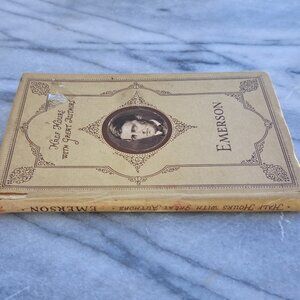 Half Hours
with Great Authors
EMERSON
• HALF HOURS WITH GREAT AUTHORS •
EMERSON